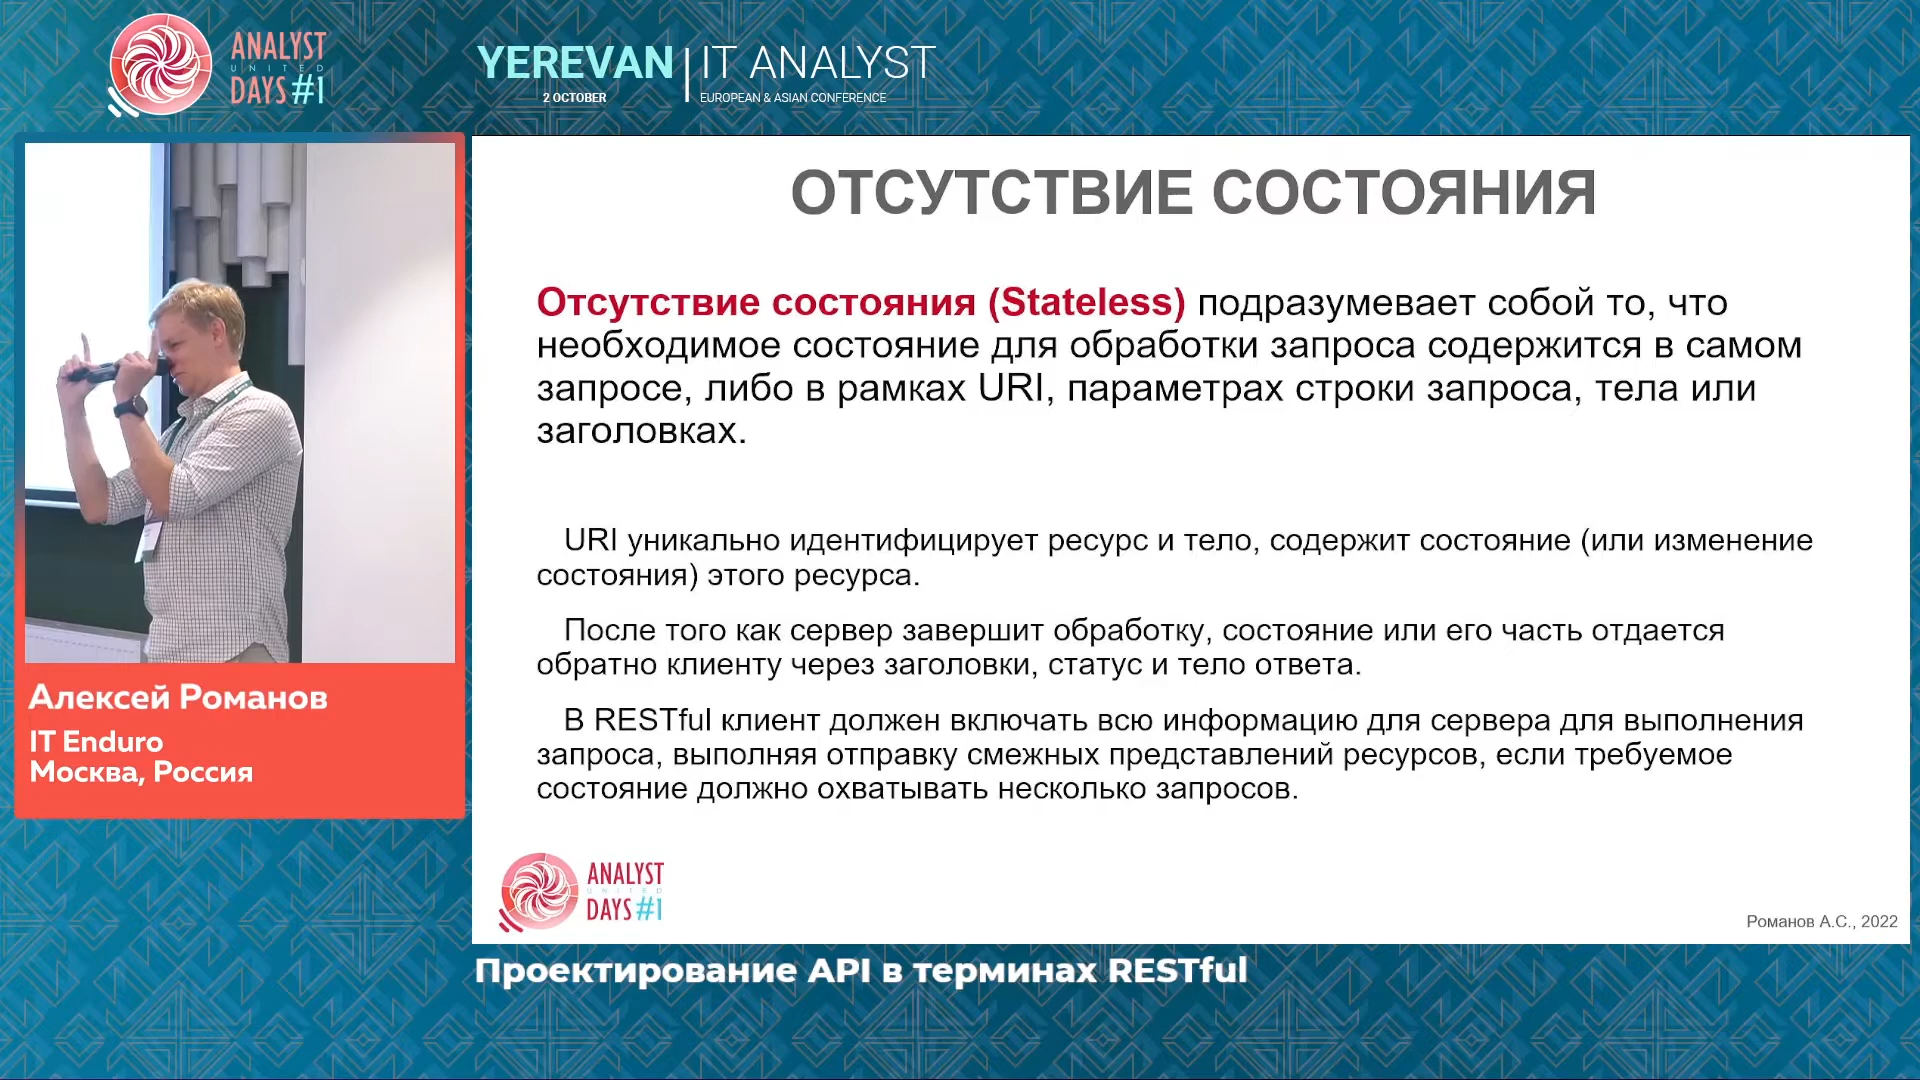 ANALYST
UNITED
DAYS #1
YEREVAN
2 OCTOBER
IT ANALYST
EUROPEAN & ASIAN CONFERENCE
ОТСУТСТВИЕ СОСТОЯНИЯ
Отсутствие состояния (Stateless) подразумевает собой то, что
необходимое состояние для обработки запроса содержится в самом
запросе, либо в рамках URI, параметрах строки запроса, тела или
заголовках.
URI уникально идентифицирует ресурс и тело, содержит состояние (или изменение
состояния) этого ресурса.
После того как сервер завершит обработку, состояние или его часть отдается
обратно клиенту через заголовки, статус и тело ответа.
В RESTful клиент должен включать всю информацию для сервера для выполнения
запроса, выполняя отправку смежных представлений ресурсов, если требуемое
состояние должно охватывать несколько запросов.
ANALYST
UNITED
DAYS #1
Романов А.С., 2022
Алексей Романов
IT Enduro
Москва, Россия
Проектирование API в терминах RESTful